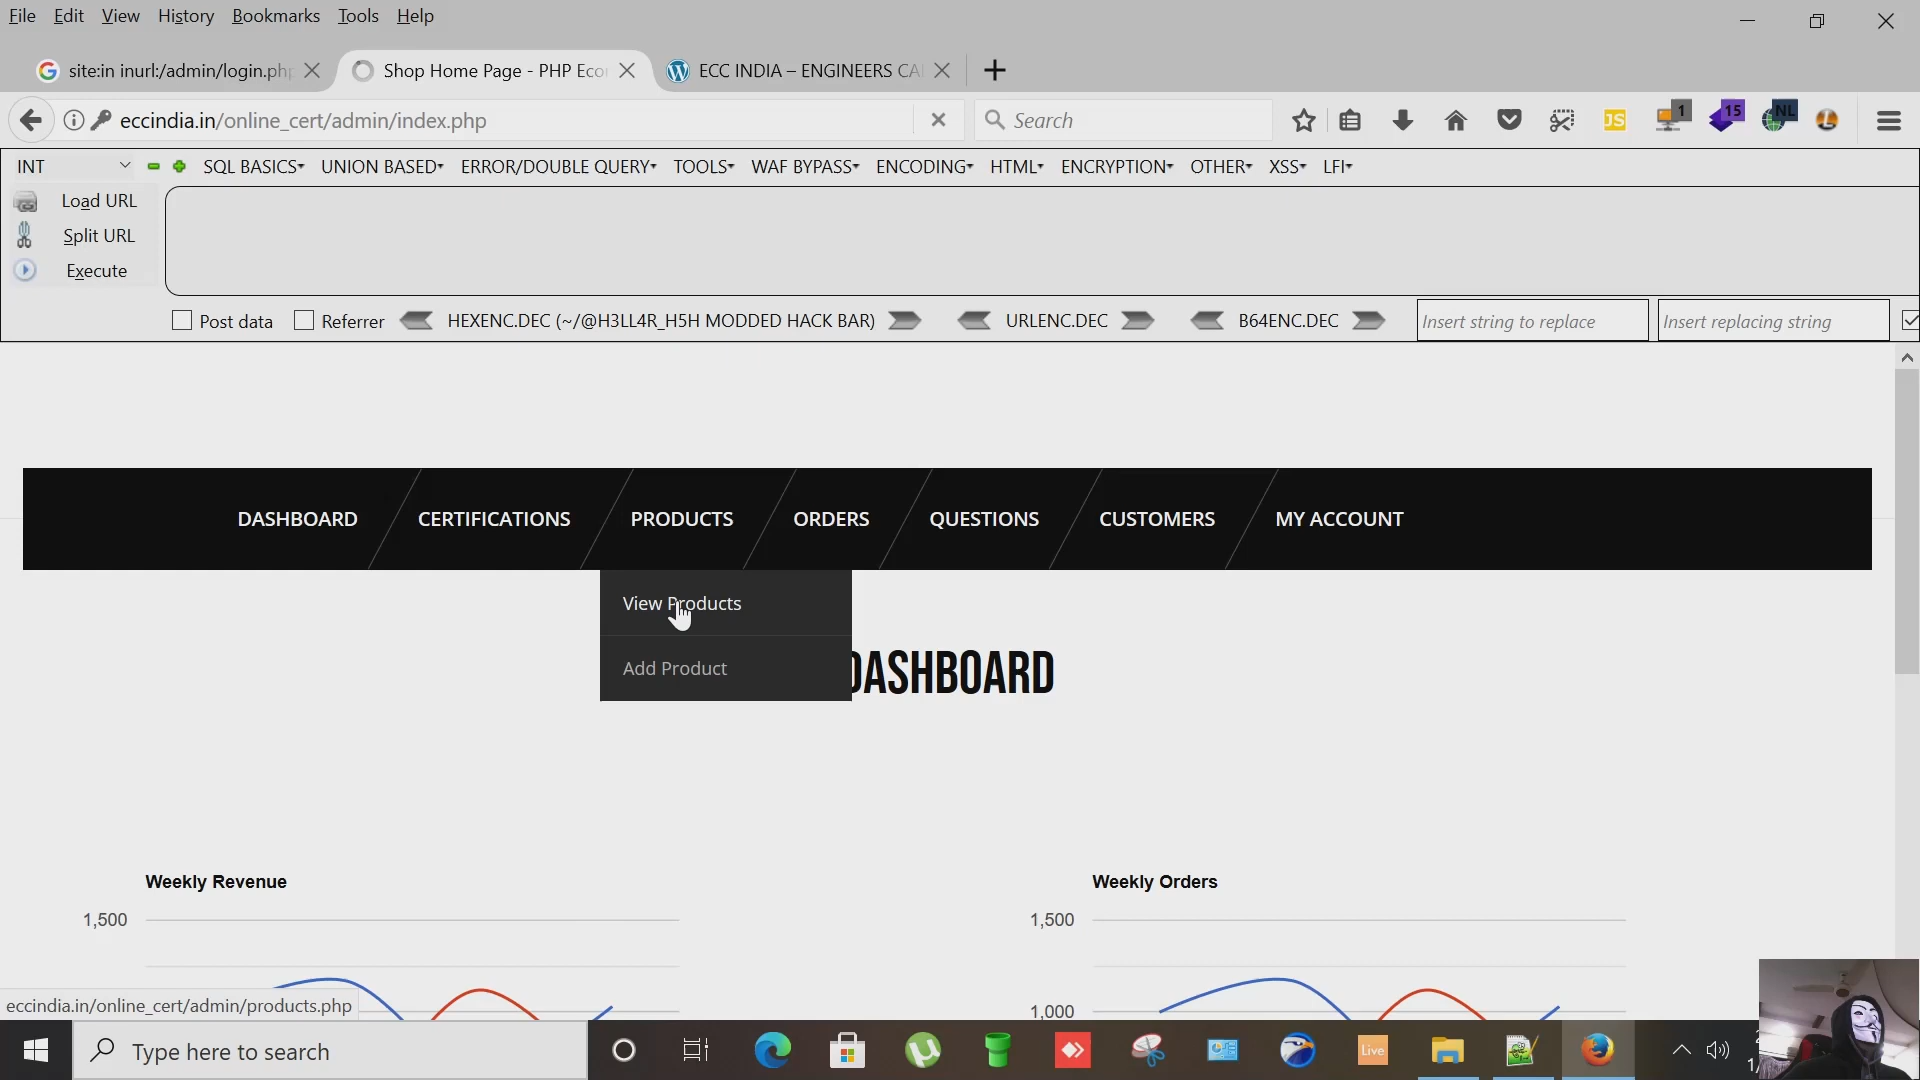 File Edit View History Bookmarks Tools Help
site:in inurl:/admin/login.php
Shop Home Page - PHP Eco
ECC INDIA – ENGINEERS CA
eccindia.in/online_cert/admin/index.php
Search
JS
1
15
NL
INT
SQL BASICS UNION BASED ERROR/DOUBLE QUERY TOOLS WAF BYPASS ENCODING HTML ENCRYPTION OTHER XSS LFI
Load URL
Split URL
Execute
Post data Referrer HEXENC.DEC (~/@H3LL4R_H5H MODDED HACK BAR) URLENC.DEC B64ENC.DEC Insert string to replace Insert replacing string
DASHBOARD CERTIFICATIONS PRODUCTS ORDERS QUESTIONS CUSTOMERS MY ACCOUNT
View Products
Add Product
DASHBOARD
Weekly Revenue
1,500
Weekly Orders
1,500
1,000
eccindia.in/online_cert/admin/products.php
Type here to search
Live